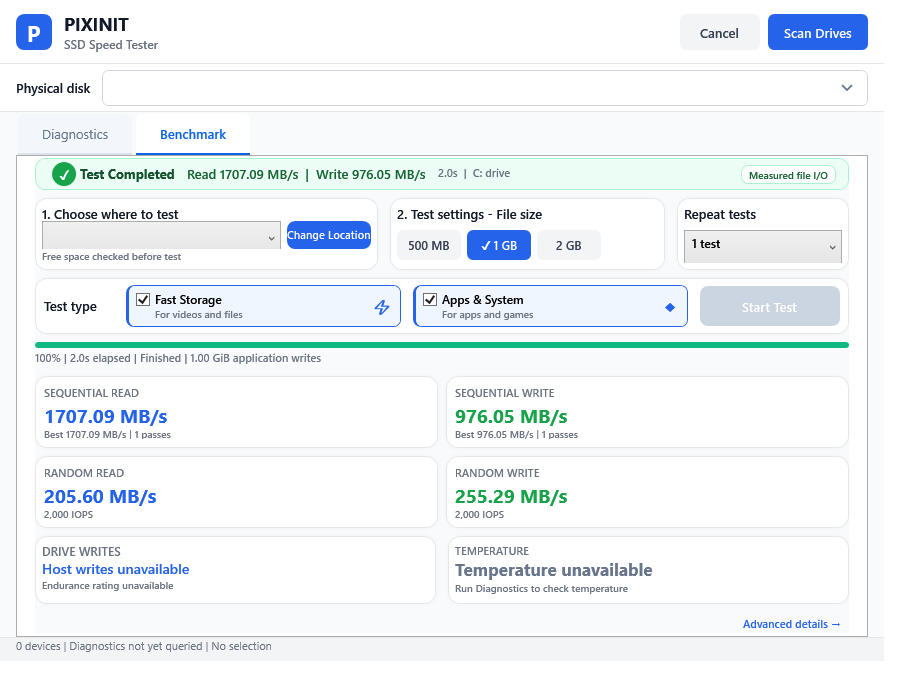 P
PIXINIT
SSD Speed Tester
Cancel
Scan Drives
Physical disk
Diagnostics
Benchmark
Test Completed Read 1707.09 MB/s | Write 976.05 MB/s 2.0s | C: drive
Measured file I/O
1. Choose where to test
Change Location
Free space checked before test
2. Test settings - File size
500 MB
✓ 1 GB
2 GB
Repeat tests
1 test
Test type
Fast Storage
For videos and files
Apps & System
For apps and games
Start Test
100% | 2.0s elapsed | Finished | 1.00 GiB application writes
SEQUENTIAL READ
1707.09 MB/s
Best 1707.09 MB/s | 1 passes
SEQUENTIAL WRITE
976.05 MB/s
Best 976.05 MB/s | 1 passes
RANDOM READ
205.60 MB/s
2,000 IOPS
RANDOM WRITE
255.29 MB/s
2,000 IOPS
DRIVE WRITES
Host writes unavailable
Endurance rating unavailable
TEMPERATURE
Temperature unavailable
Run Diagnostics to check temperature
Advanced details →
0 devices | Diagnostics not yet queried | No selection